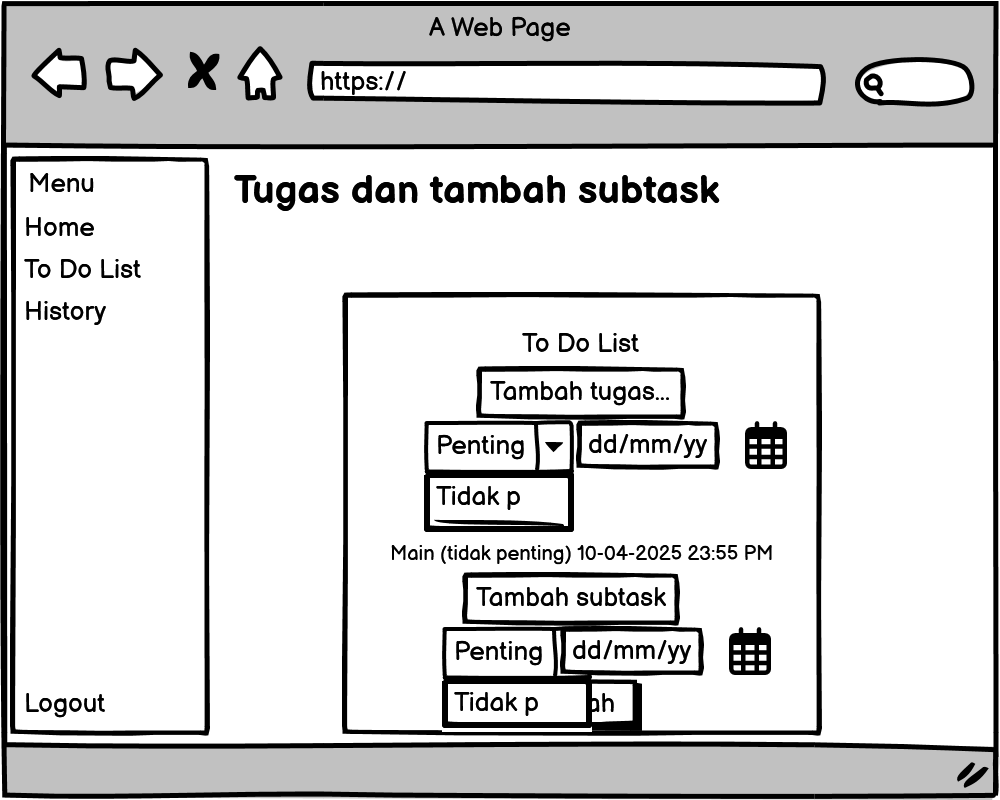 A Web Page
https://
Menu
Home
To Do List
History
Logout
Tugas dan tambah subtask
To Do List
Tambah tugas...
Penting dd/mm/yy
Tidak p
Main (tidak penting) 10-04-2025 23:55 PM
Tambah subtask
Penting dd/mm/yy
Tidak p ah